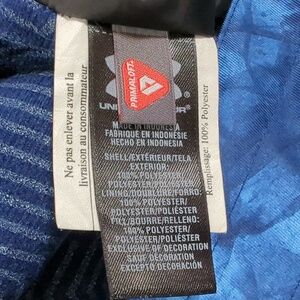 Ne pas enlever avant la
livraison au consommateur
PRIMALOFT
MADE IN INDONESIA
FABRIQUÉ EN INDONÉSIE
HECHO EN INDONESIA
SHELL/EXTÉRIEUR/TELA
EXTERIOR:
100% POLYESTER/
POLYESTER/POLIÉSTER
LINING/DOUBLURE/FORRO:
100% POLYESTER/
POLYESTER/POLIÉSTER
FILL/BOURRE/RELLENO:
100% POLYESTER/
POLYESTER/POLIÉSTER
EXCLUSIVE OF DECORATION
SAUF DÉCORATION
EXCEPTO DECORACIÓN
Remplissage: 100% Polyester